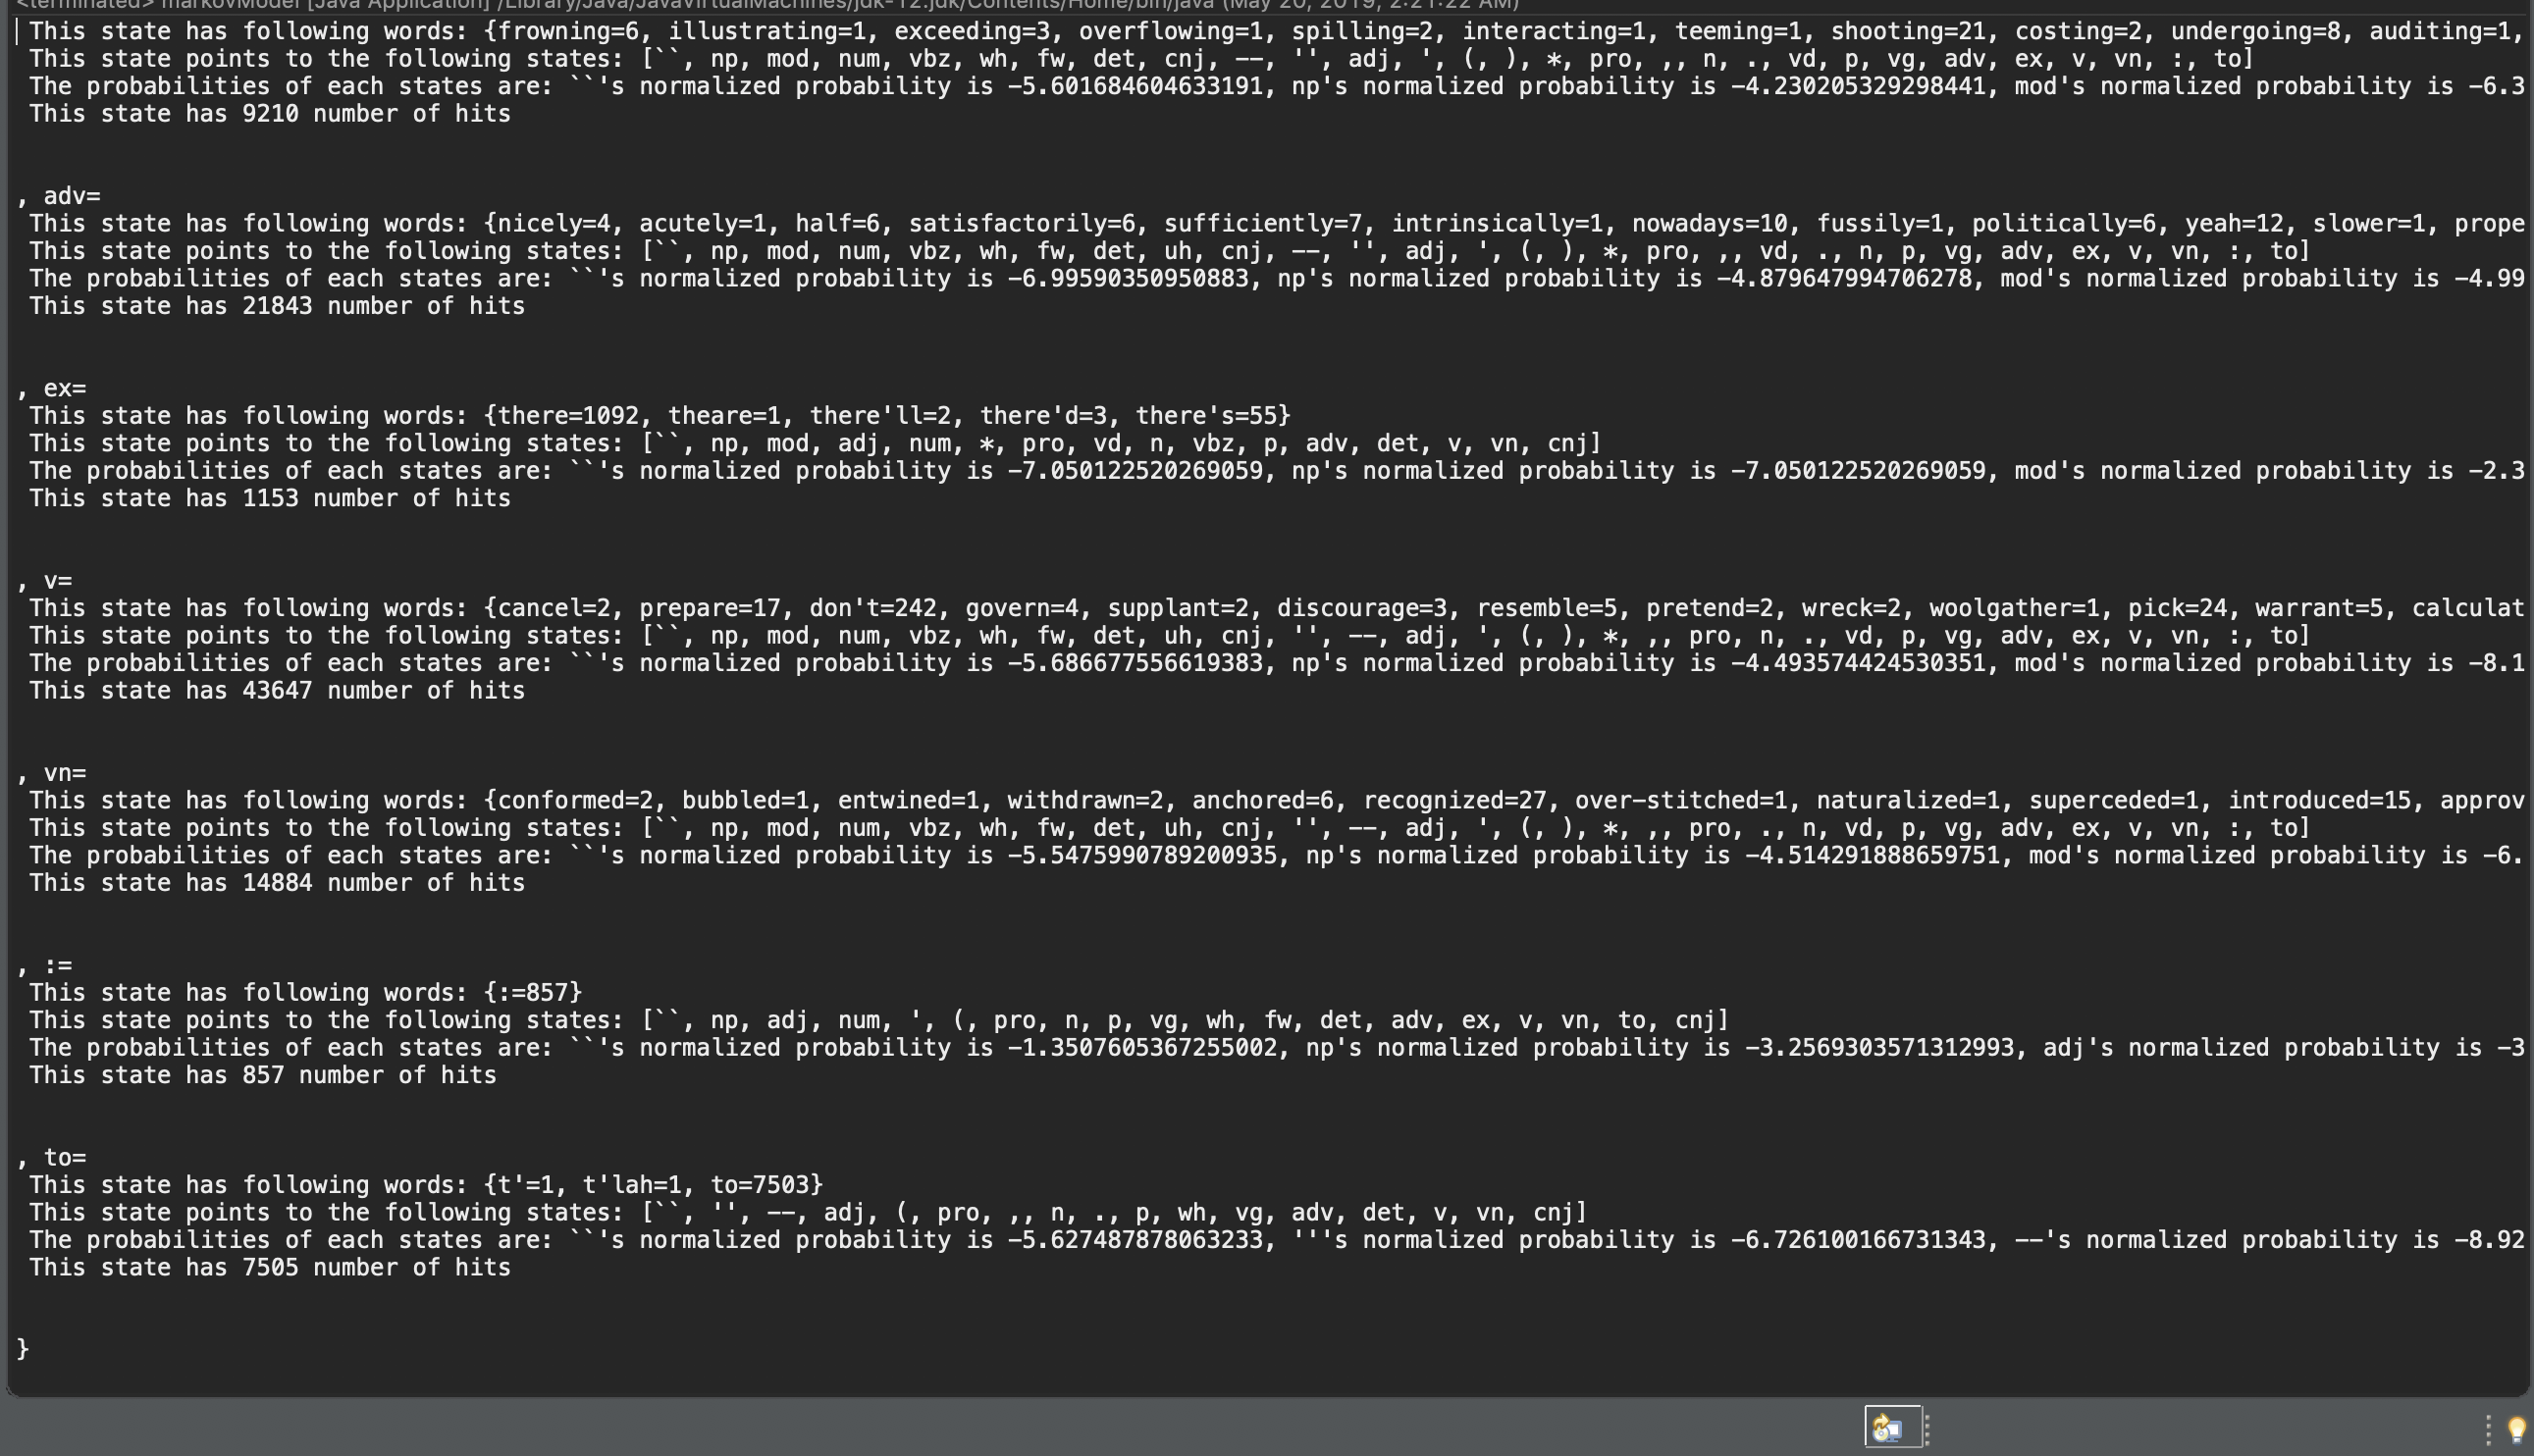 <terminated> markovModel [Java Application] /Library/Java/JavaVirtualMachines/jdk-12.jdk/Contents/Home/bin/java (May 20, 2019, 2:21:22 AM)
This state has following words: {frowning=6, illustrating=1, exceeding=3, overflowing=1, spilling=2, interacting=1, teeming=1, shooting=21, costing=2, undergoing=8, auditing=1,
This state points to the following states: [``, np, mod, num, vbz, wh, fw, det, cnj, --, '', adj, ', (, ), *, pro, ,, n, ., vd, p, vg, adv, ex, v, vn, :, to]
The probabilities of each states are: ``'s normalized probability is -5.601684604633191, np's normalized probability is -4.230205329298441, mod's normalized probability is -6.3
This state has 9210 number of hits
, adv=
This state has following words: {nicely=4, acutely=1, half=6, satisfactorily=6, sufficiently=7, intrinsically=1, nowadays=10, fussily=1, politically=6, yeah=12, slower=1, prope
This state points to the following states: [``, np, mod, num, vbz, wh, fw, det, uh, cnj, --, '', adj, ', (, ), *, pro, ,, vd, ., n, p, vg, adv, ex, v, vn, :, to]
The probabilities of each states are: ``'s normalized probability is -6.99590350950883, np's normalized probability is -4.879647994706278, mod's normalized probability is -4.99
This state has 21843 number of hits
, ex=
This state has following words: {there=1092, theare=1, there'll=2, there'd=3, there's=55}
This state points to the following states: [``, np, mod, adj, num, *, pro, vd, n, vbz, p, adv, det, v, vn, cnj]
The probabilities of each states are: ``'s normalized probability is -7.050122520269059, np's normalized probability is -7.050122520269059, mod's normalized probability is -2.3
This state has 1153 number of hits
, v=
This state has following words: {cancel=2, prepare=17, don't=242, govern=4, supplant=2, discourage=3, resemble=5, pretend=2, wreck=2, woolgather=1, pick=24, warrant=5, calculat
This state points to the following states: [``, np, mod, num, vbz, wh, fw, det, uh, cnj, '', --, adj, ', (, ), *, ,, pro, n, ., vd, p, vg, adv, ex, v, vn, :, to]
The probabilities of each states are: ``'s normalized probability is -5.686677556619383, np's normalized probability is -4.493574424530351, mod's normalized probability is -8.1
This state has 43647 number of hits
, vn=
This state has following words: {conformed=2, bubbled=1, entwined=1, withdrawn=2, anchored=6, recognized=27, over-stitched=1, naturalized=1, superceded=1, introduced=15, approv
This state points to the following states: [``, np, mod, num, vbz, wh, fw, det, uh, cnj, '', --, adj, ', (, ), *, ,, pro, ., n, vd, p, vg, adv, ex, v, vn, :, to]
The probabilities of each states are: ``'s normalized probability is -5.5475990789200935, np's normalized probability is -4.514291888659751, mod's normalized probability is -6.
This state has 14884 number of hits
, :=
This state has following words: {:=857}
This state points to the following states: [``, np, adj, num, ', (, pro, n, p, vg, wh, fw, det, adv, ex, v, vn, to, cnj]
The probabilities of each states are: ``'s normalized probability is -1.3507605367255002, np's normalized probability is -3.2569303571312993, adj's normalized probability is -3
This state has 857 number of hits
, to=
This state has following words: {t'=1, t'lah=1, to=7503}
This state points to the following states: [``, '', --, adj, (, pro, ,, n, ., p, wh, vg, adv, det, v, vn, cnj]
The probabilities of each states are: ``'s normalized probability is -5.627487878063233, '''s normalized probability is -6.726100166731343, --'s normalized probability is -8.92
This state has 7505 number of hits
}